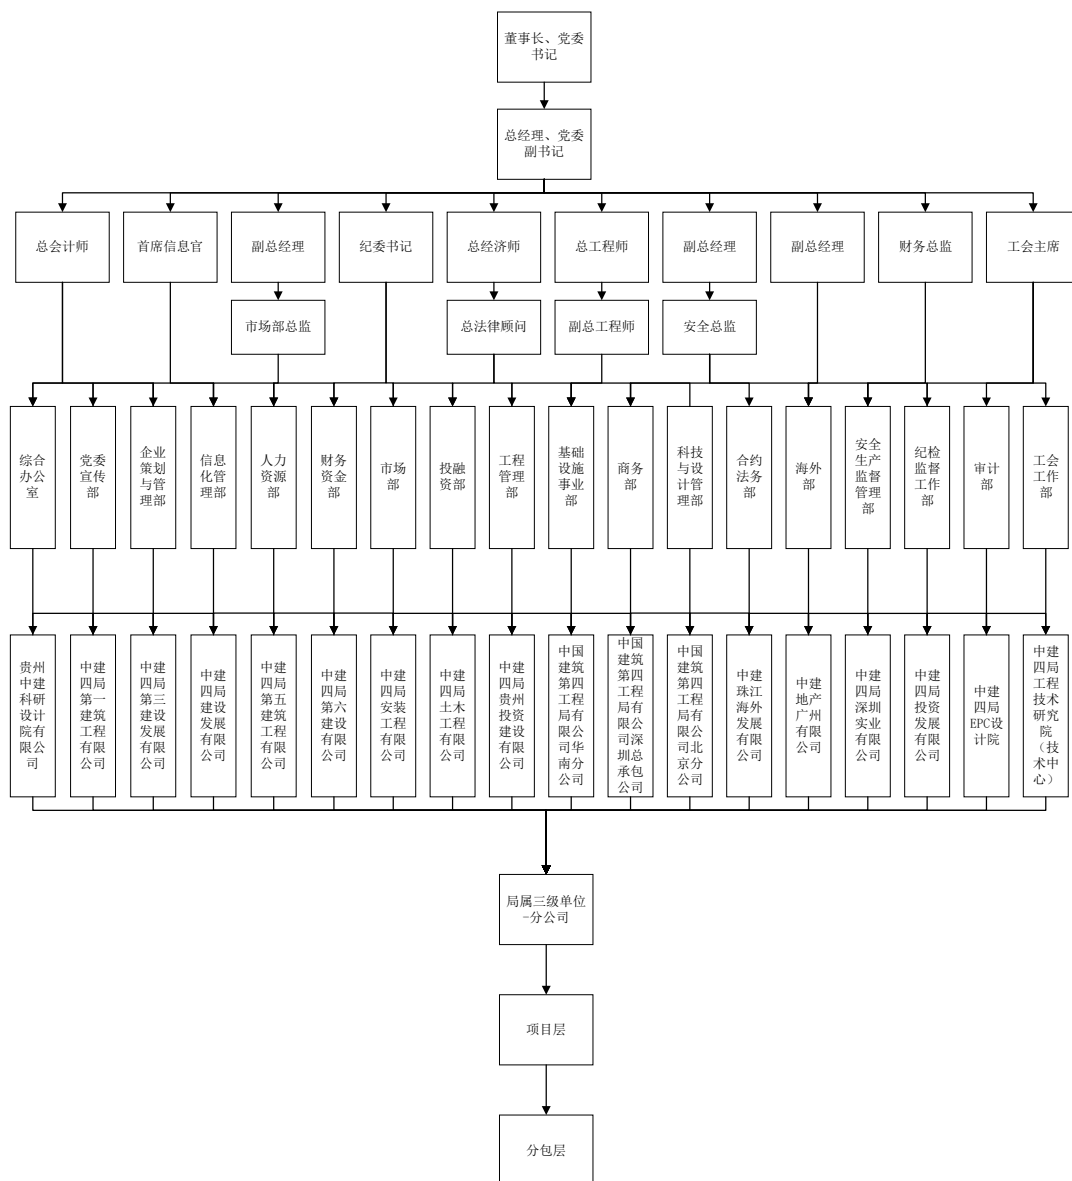 董事长、党委
书记
总经理、党委
副书记
总会计师
首席信息官
副总经理
纪委书记
总经济师
总工程师
副总经理
副总经理
财务总监
工会主席
市场部总监
总法律顾问
副总工程师
安全总监
综合
办公
室
党委
宣传
部
企业
策划
与管
理部
信息
化管
理部
人力
资源
部
财务
资金
部
市场
部
投融
资部
工程
管理
部
基础
设施
事业
部
商务
部
科技
与设
计管
理部
合约
法务
部
海外
部
安全
生产
监督
管理
部
纪检
监督
工作
部
审计
部
工会
工作
部
贵州
中建
科研
设计
院有
限公
司
中建
四局
第一
建筑
工程
有限
公司
中建
四局
第三
建设
发展
有限
公司
中建
四局
建设
发展
有限
公司
中建
四局
第五
建筑
工程
有限
公司
中建
四局
第六
建设
有限
公司
中建
四局
安装
工程
有限
公司
中建
四局
土木
工程
有限
公司
中建
四局
贵州
投资
建设
有限
公司
中国
建筑
第四
工程
局有
限公
司华
南分
公司
中国
建筑
第四
工程
局有
限公
司深
圳总
承包
公司
中国
建筑
第四
工程
局有
限公
司北
京分
公司
中建
珠江
海外
发展
有限
公司
中建
地产
广州
有限
公司
中建
四局
深圳
实业
有限
公司
中建
四局
投资
发展
有限
公司
中建
四局
EPC设
计院
中建
四局
工程
技术
研究
院
（技
术中
心）
局属三级单位
-分公司
项目层
分包层